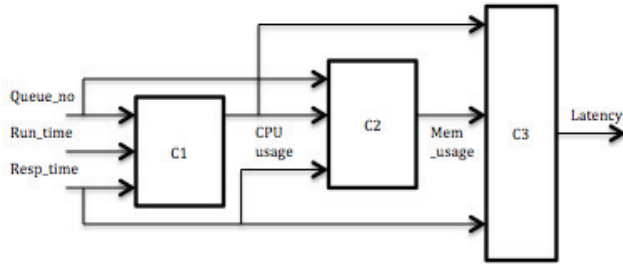 Queue_no
Run_time
Resp_time
C1
CPU
usage
C2
Mem
_usage
C3
Latency